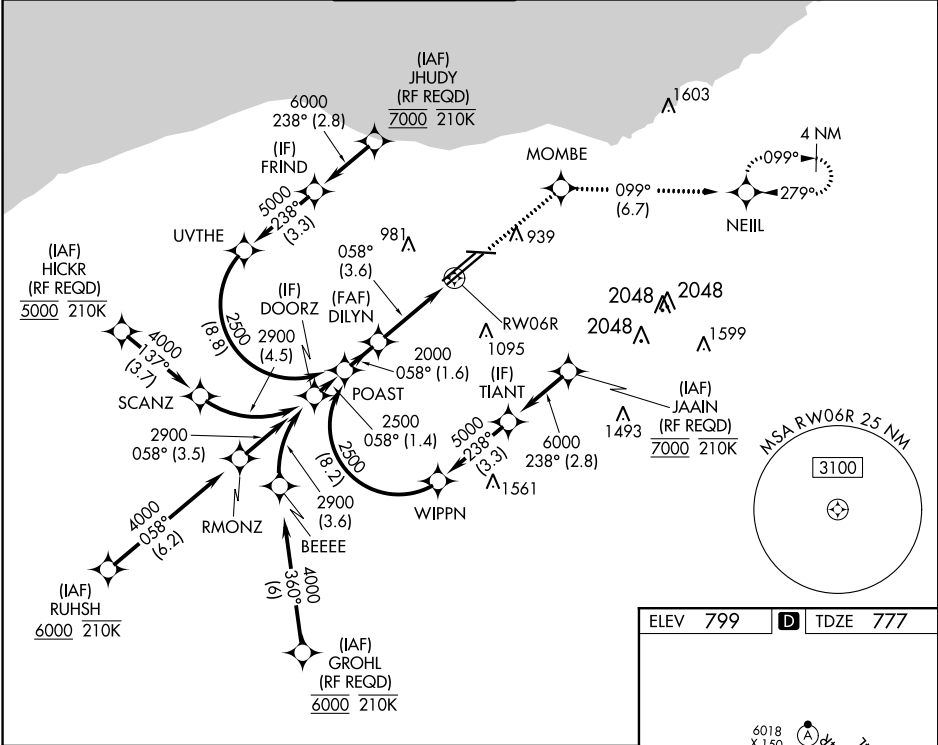 (IAF)
JHUDY
(RF REQD)
7000 210K
6000
238° (2.8)
1603
(IF)
FRIND
4 NM
MOMBE
099°
099°
(6.7)
279°
NEIIL
5000
238°
(3.3)
UVTHE
981
939
058°
(3.6)
(IAF)
HICKR
(RF REQD)
5000 210K
(IF)
DOORZ
(FAF)
DILYN
2500
(8.8)
2900
(4.5)
RW06R
2048
2048
2048
1599
1095
4000
137°
(3.7)
2000
058° (1.6)
(IF)
TIANT
SCANZ
POAST
(IAF)
JAAIN
(RF REQD)
7000 210K
2500
058° (1.4)
5000
238°
(3.3)
6000
238° (2.8)
1493
MSA RW06R 25 NM
3100
2900
058° (3.5)
2500
(8.2)
1561
WIPPN
2900
(3.6)
RMONZ
BEEEE
4000
058°
(6.2)
4000
360°
(6)
(IAF)
RUHSH
6000 210K
(IAF)
GROHL
(RF REQD)
6000 210K
ELEV 799 D TDZE 777
6018
X 150
A